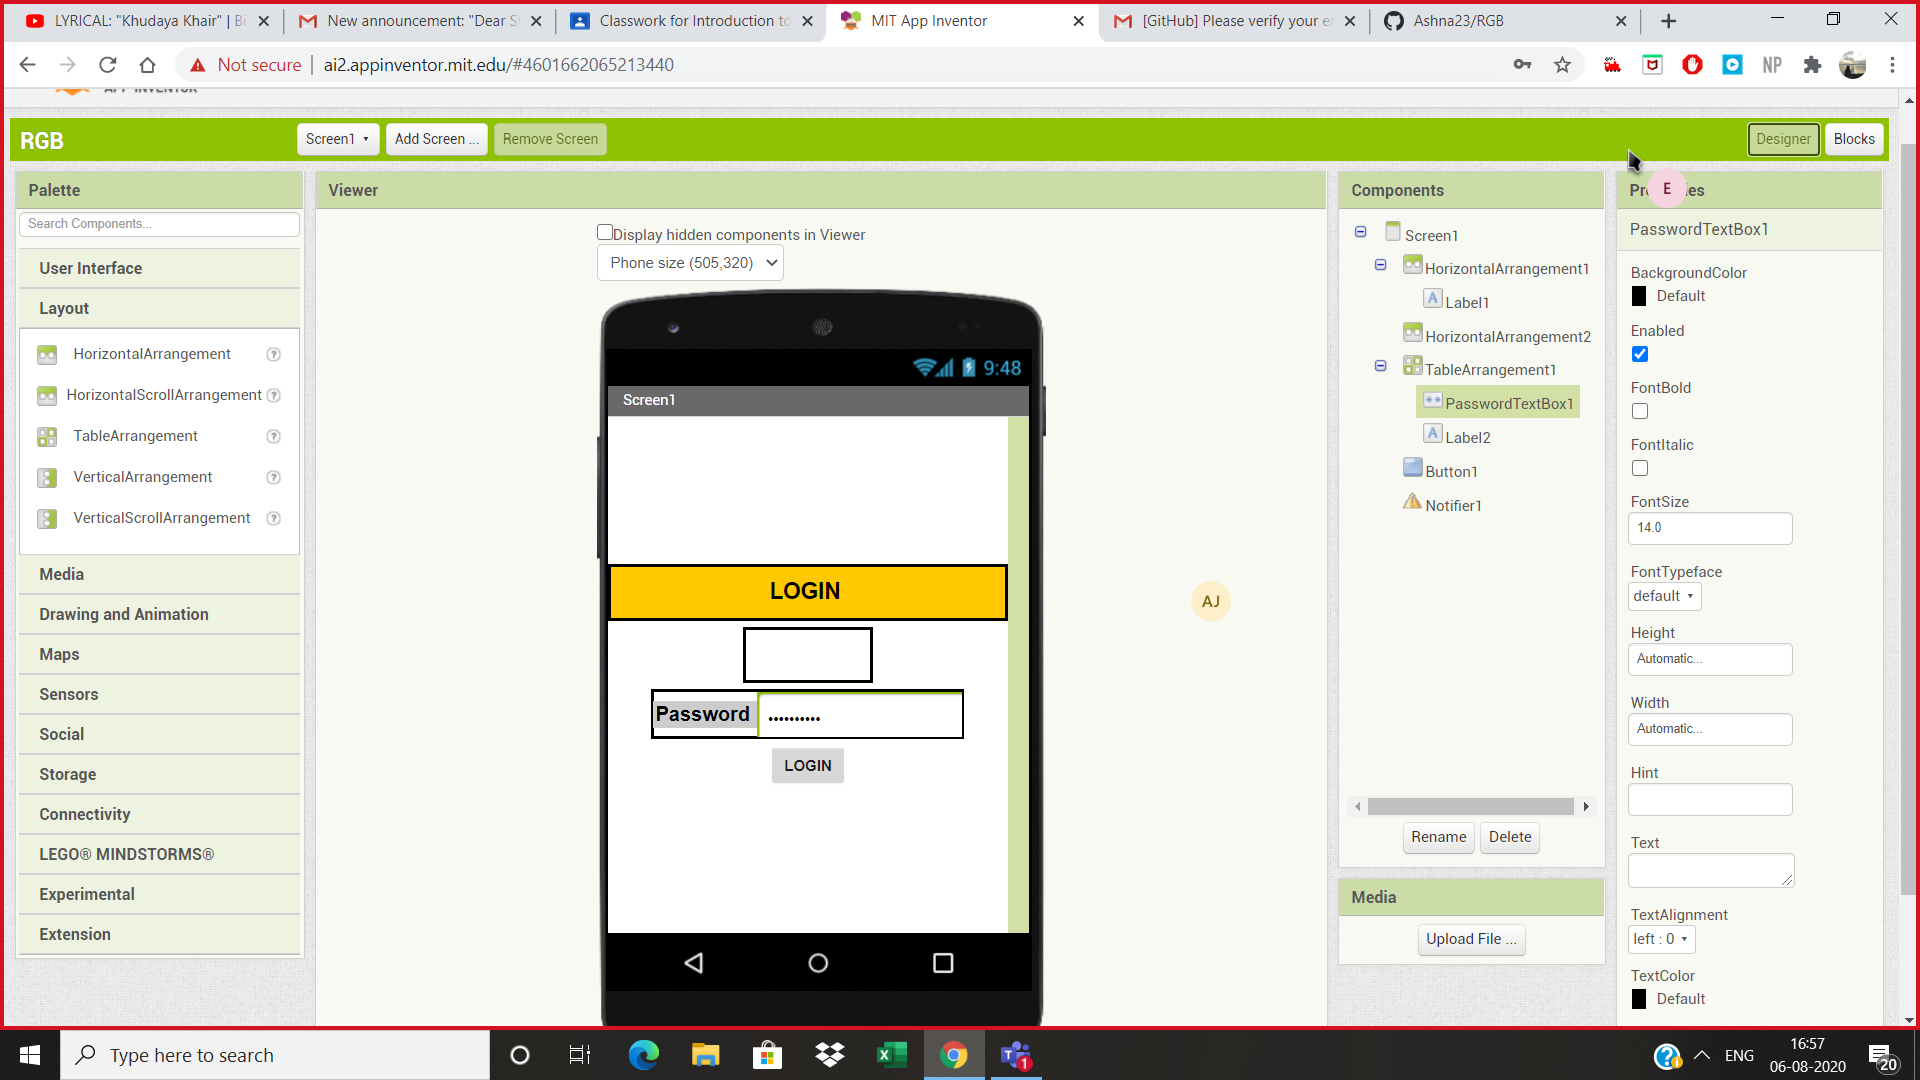 LYRICAL: "Khudaya Khair" | Bi
New announcement: "Dear S
Classwork for Introduction to
MIT App Inventor
[GitHub] Please verify your e
Ashna23/RGB
Not secure
ai2.appinventor.mit.edu/#4601662065213440
NP
APP INVENTOR
RGB
Screen1
Add Screen ...
Remove Screen
Designer
Blocks
Palette
Search Components...
User Interface
Layout
HorizontalArrangement
HorizontalScrollArrangement
TableArrangement
VerticalArrangement
VerticalScrollArrangement
Media
Drawing and Animation
Maps
Sensors
Social
Storage
Connectivity
LEGO® MINDSTORMS®
Experimental
Extension
Viewer
Display hidden components in Viewer
Phone size (505,320)
9:48
Screen1
LOGIN
Password
LOGIN
AJ
Components
Screen1
HorizontalArrangement1
Label1
HorizontalArrangement2
TableArrangement1
PasswordTextBox1
Label2
Button1
Notifier1
Rename
Delete
Media
Upload File ...
E
PasswordTextBox1
BackgroundColor
Default
Enabled
FontBold
FontItalic
FontSize
14.0
FontTypeface
default
Height
Automatic...
Width
Automatic...
Hint
Text
TextAlignment
left : 0
TextColor
Default
Type here to search
1
ENG
16:57
06-08-2020
20